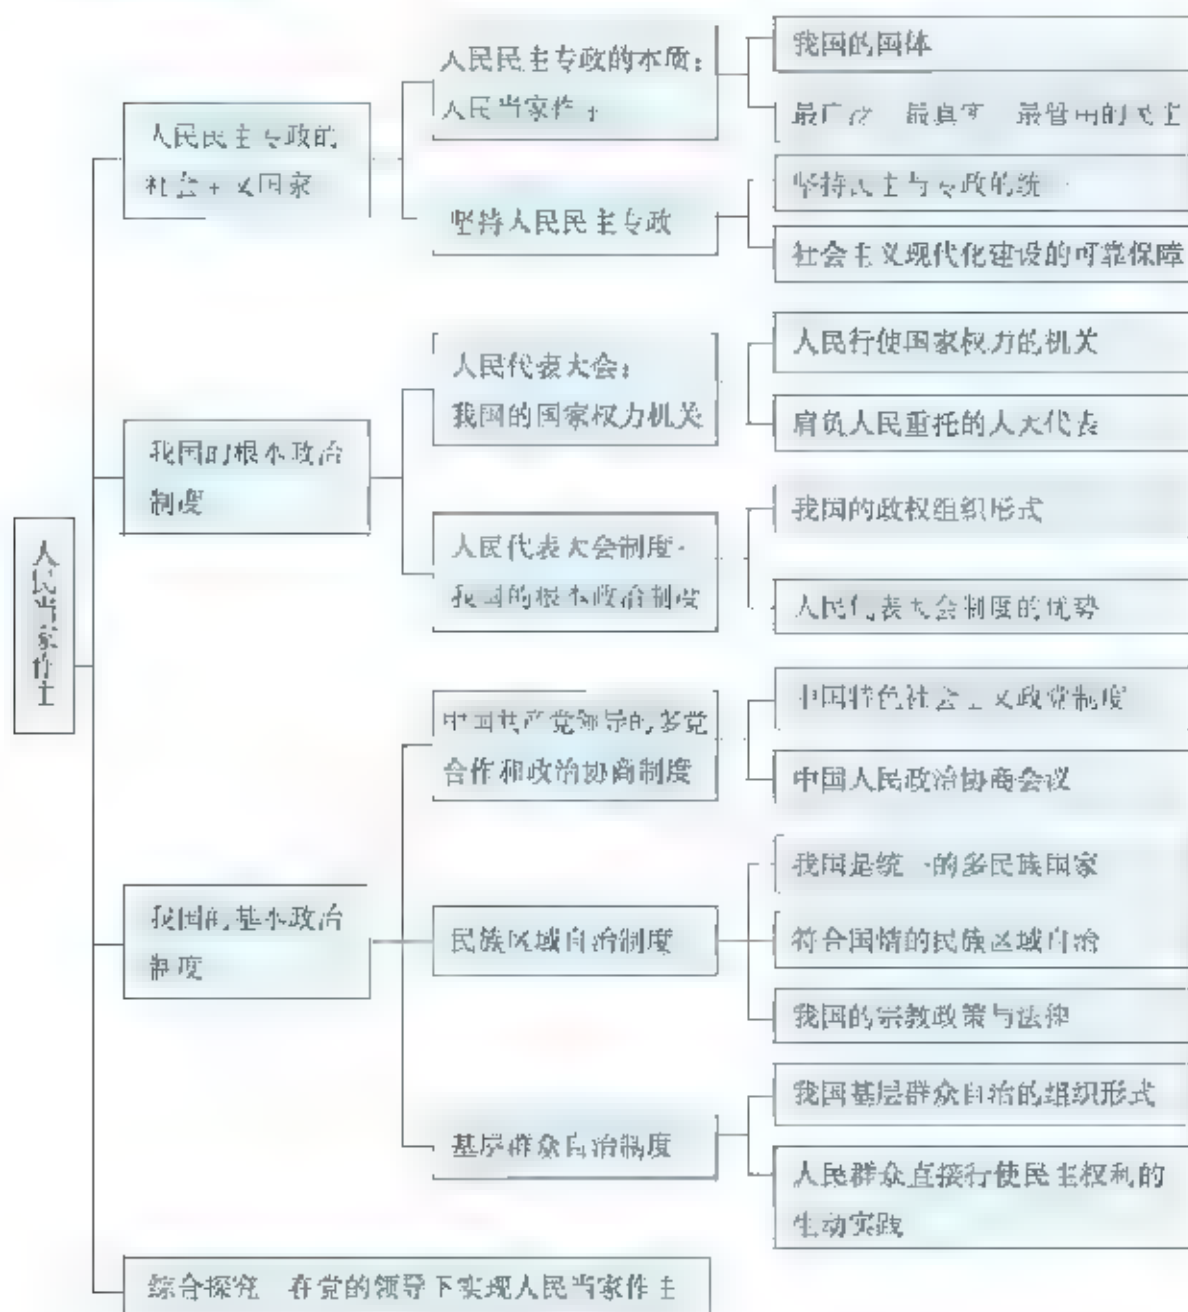 人民当家作主
人民民主专政的
社会主义国家
人民民主专政的本质：
人民当家作主
我国的国体
最广泛 最真实 最管用的民主
坚持人民民主专政
坚持民主与专政的统一
社会主义现代化建设的可靠保障
我国的根本政治
制度
人民代表大会：
我国的国家权力机关
人民行使国家权力的机关
肩负人民重托的人大代表
人民代表大会制度：
我国的根本政治制度
我国的政权组织形式
人民代表大会制度的优势
我国的基本政治
制度
中国共产党领导的多党
合作和政治协商制度
中国特色社会主义政党制度
中国人民政治协商会议
民族区域自治制度
我国是统一的多民族国家
符合国情的民族区域自治
我国的宗教政策与法律
基层群众自治制度
我国基层群众自治的组织形式
人民群众直接行使民主权利的
生动实践
综合探究 在党的领导下实现人民当家作主